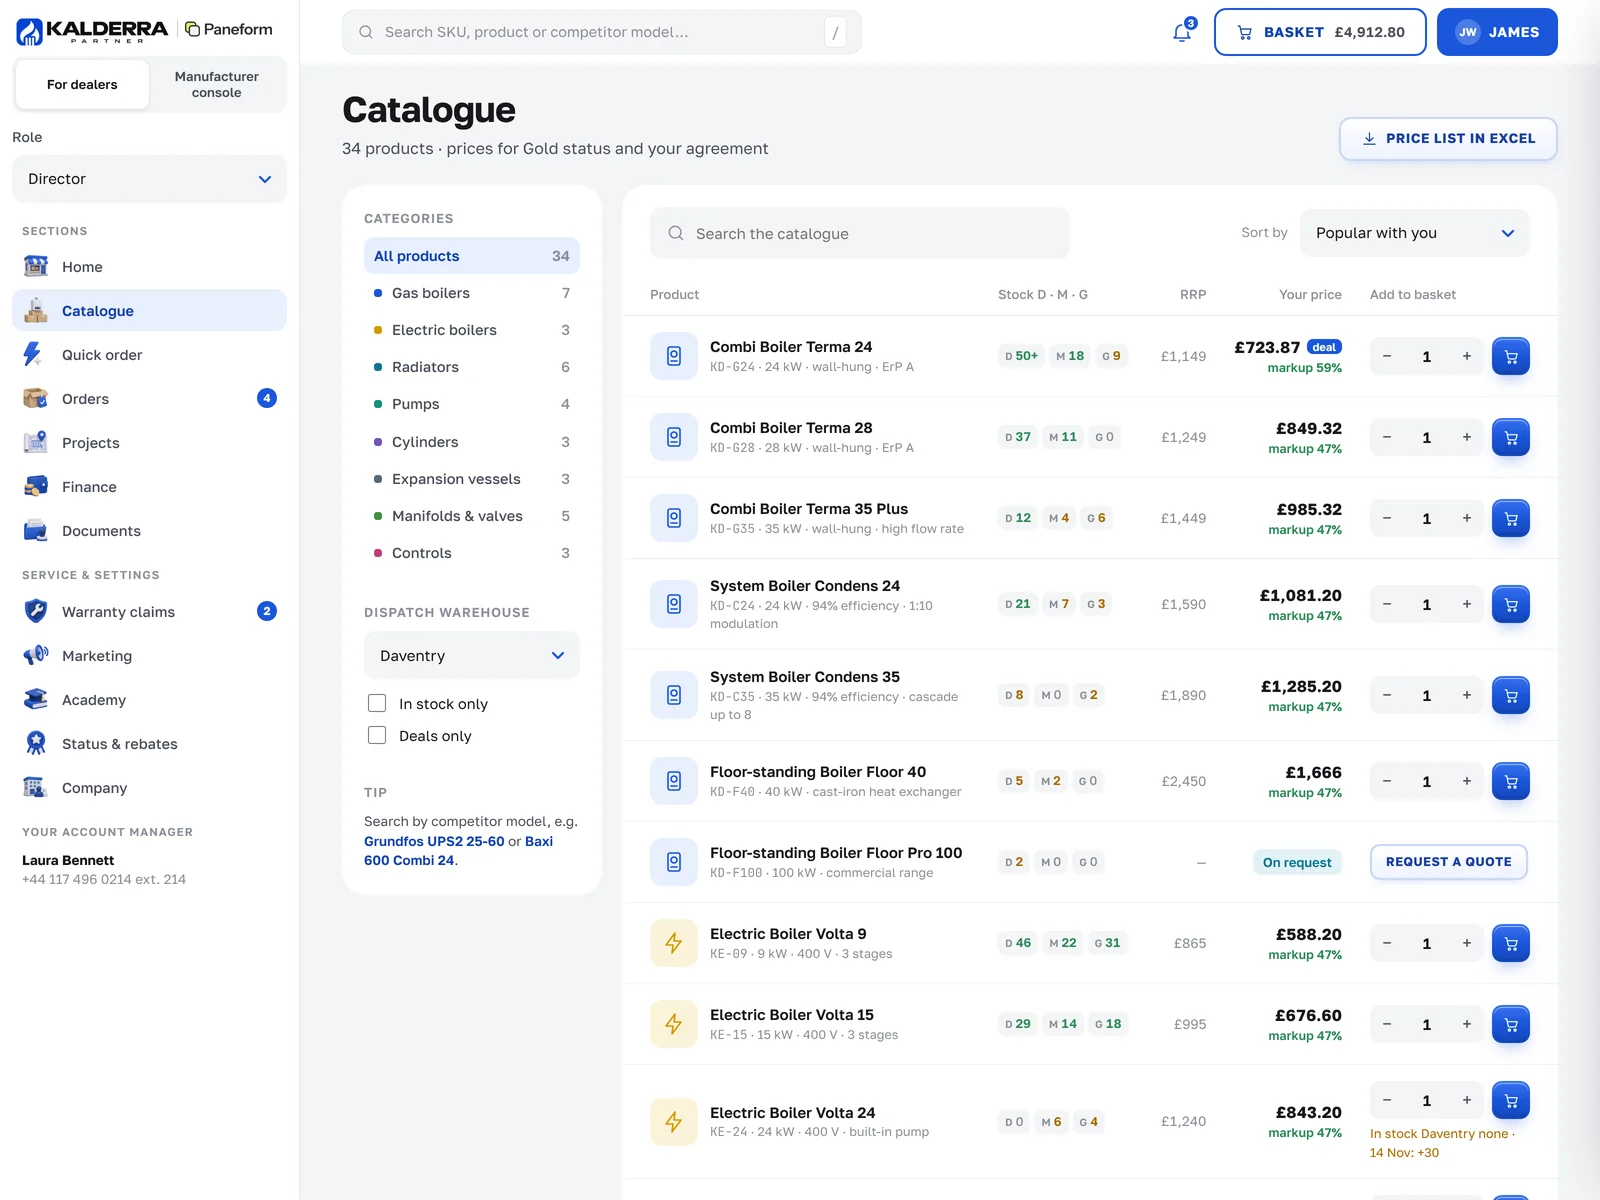 KALDERRA
PARTNER
Paneform
For dealers
Manufacturer console
Role
Director
SECTIONS
Home
Catalogue
Quick order
Orders 4
Projects
Finance
Documents
SERVICE & SETTINGS
Warranty claims 2
Marketing
Academy
Status & rebates
Company
YOUR ACCOUNT MANAGER
Laura Bennett
+44 117 496 0214 ext. 214
Search SKU, product or competitor model… /
3
BASKET £4,912.80
JW JAMES
Catalogue
34 products · prices for Gold status and your agreement
PRICE LIST IN EXCEL
CATEGORIES
All products 34
Gas boilers 7
Electric boilers 3
Radiators 6
Pumps 4
Cylinders 3
Expansion vessels 3
Manifolds & valves 5
Controls 3
DISPATCH WAREHOUSE
Daventry
In stock only
Deals only
TIP
Search by competitor model, e.g.
Grundfos UPS2 25-60 or Baxi
600 Combi 24.
Search the catalogue
Sort by Popular with you
Product Stock D · M · G RRP Your price Add to basket
Combi Boiler Terma 24
KD-G24 · 24 kW · wall-hung · ErP A
D 50+ M 18 G 9 £1,149 £723.87 deal
markup 59%
− 1 +
Combi Boiler Terma 28
KD-G28 · 28 kW · wall-hung · ErP A
D 37 M 11 G 0 £1,249 £849.32
markup 47%
− 1 +
Combi Boiler Terma 35 Plus
KD-G35 · 35 kW · wall-hung · high flow rate
D 12 M 4 G 6 £1,449 £985.32
markup 47%
− 1 +
System Boiler Condens 24
KD-C24 · 24 kW · 94% efficiency · 1:10
modulation
D 21 M 7 G 3 £1,590 £1,081.20
markup 47%
− 1 +
System Boiler Condens 35
KD-C35 · 35 kW · 94% efficiency · cascade
up to 8
D 8 M 0 G 2 £1,890 £1,285.20
markup 47%
− 1 +
Floor-standing Boiler Floor 40
KD-F40 · 40 kW · cast-iron heat exchanger
D 5 M 2 G 0 £2,450 £1,666
markup 47%
− 1 +
Floor-standing Boiler Floor Pro 100
KD-F100 · 100 kW · commercial range
D 2 M 0 G 0 — On request
REQUEST A QUOTE
Electric Boiler Volta 9
KE-09 · 9 kW · 400 V · 3 stages
D 46 M 22 G 31 £865 £588.20
markup 47%
− 1 +
Electric Boiler Volta 15
KE-15 · 15 kW · 400 V · 3 stages
D 29 M 14 G 18 £995 £676.60
markup 47%
− 1 +
Electric Boiler Volta 24
KE-24 · 24 kW · 400 V · built-in pump
D 0 M 6 G 4 £1,240 £843.20
markup 47%
− 1 +
In stock Daventry none ·
14 Nov: +30